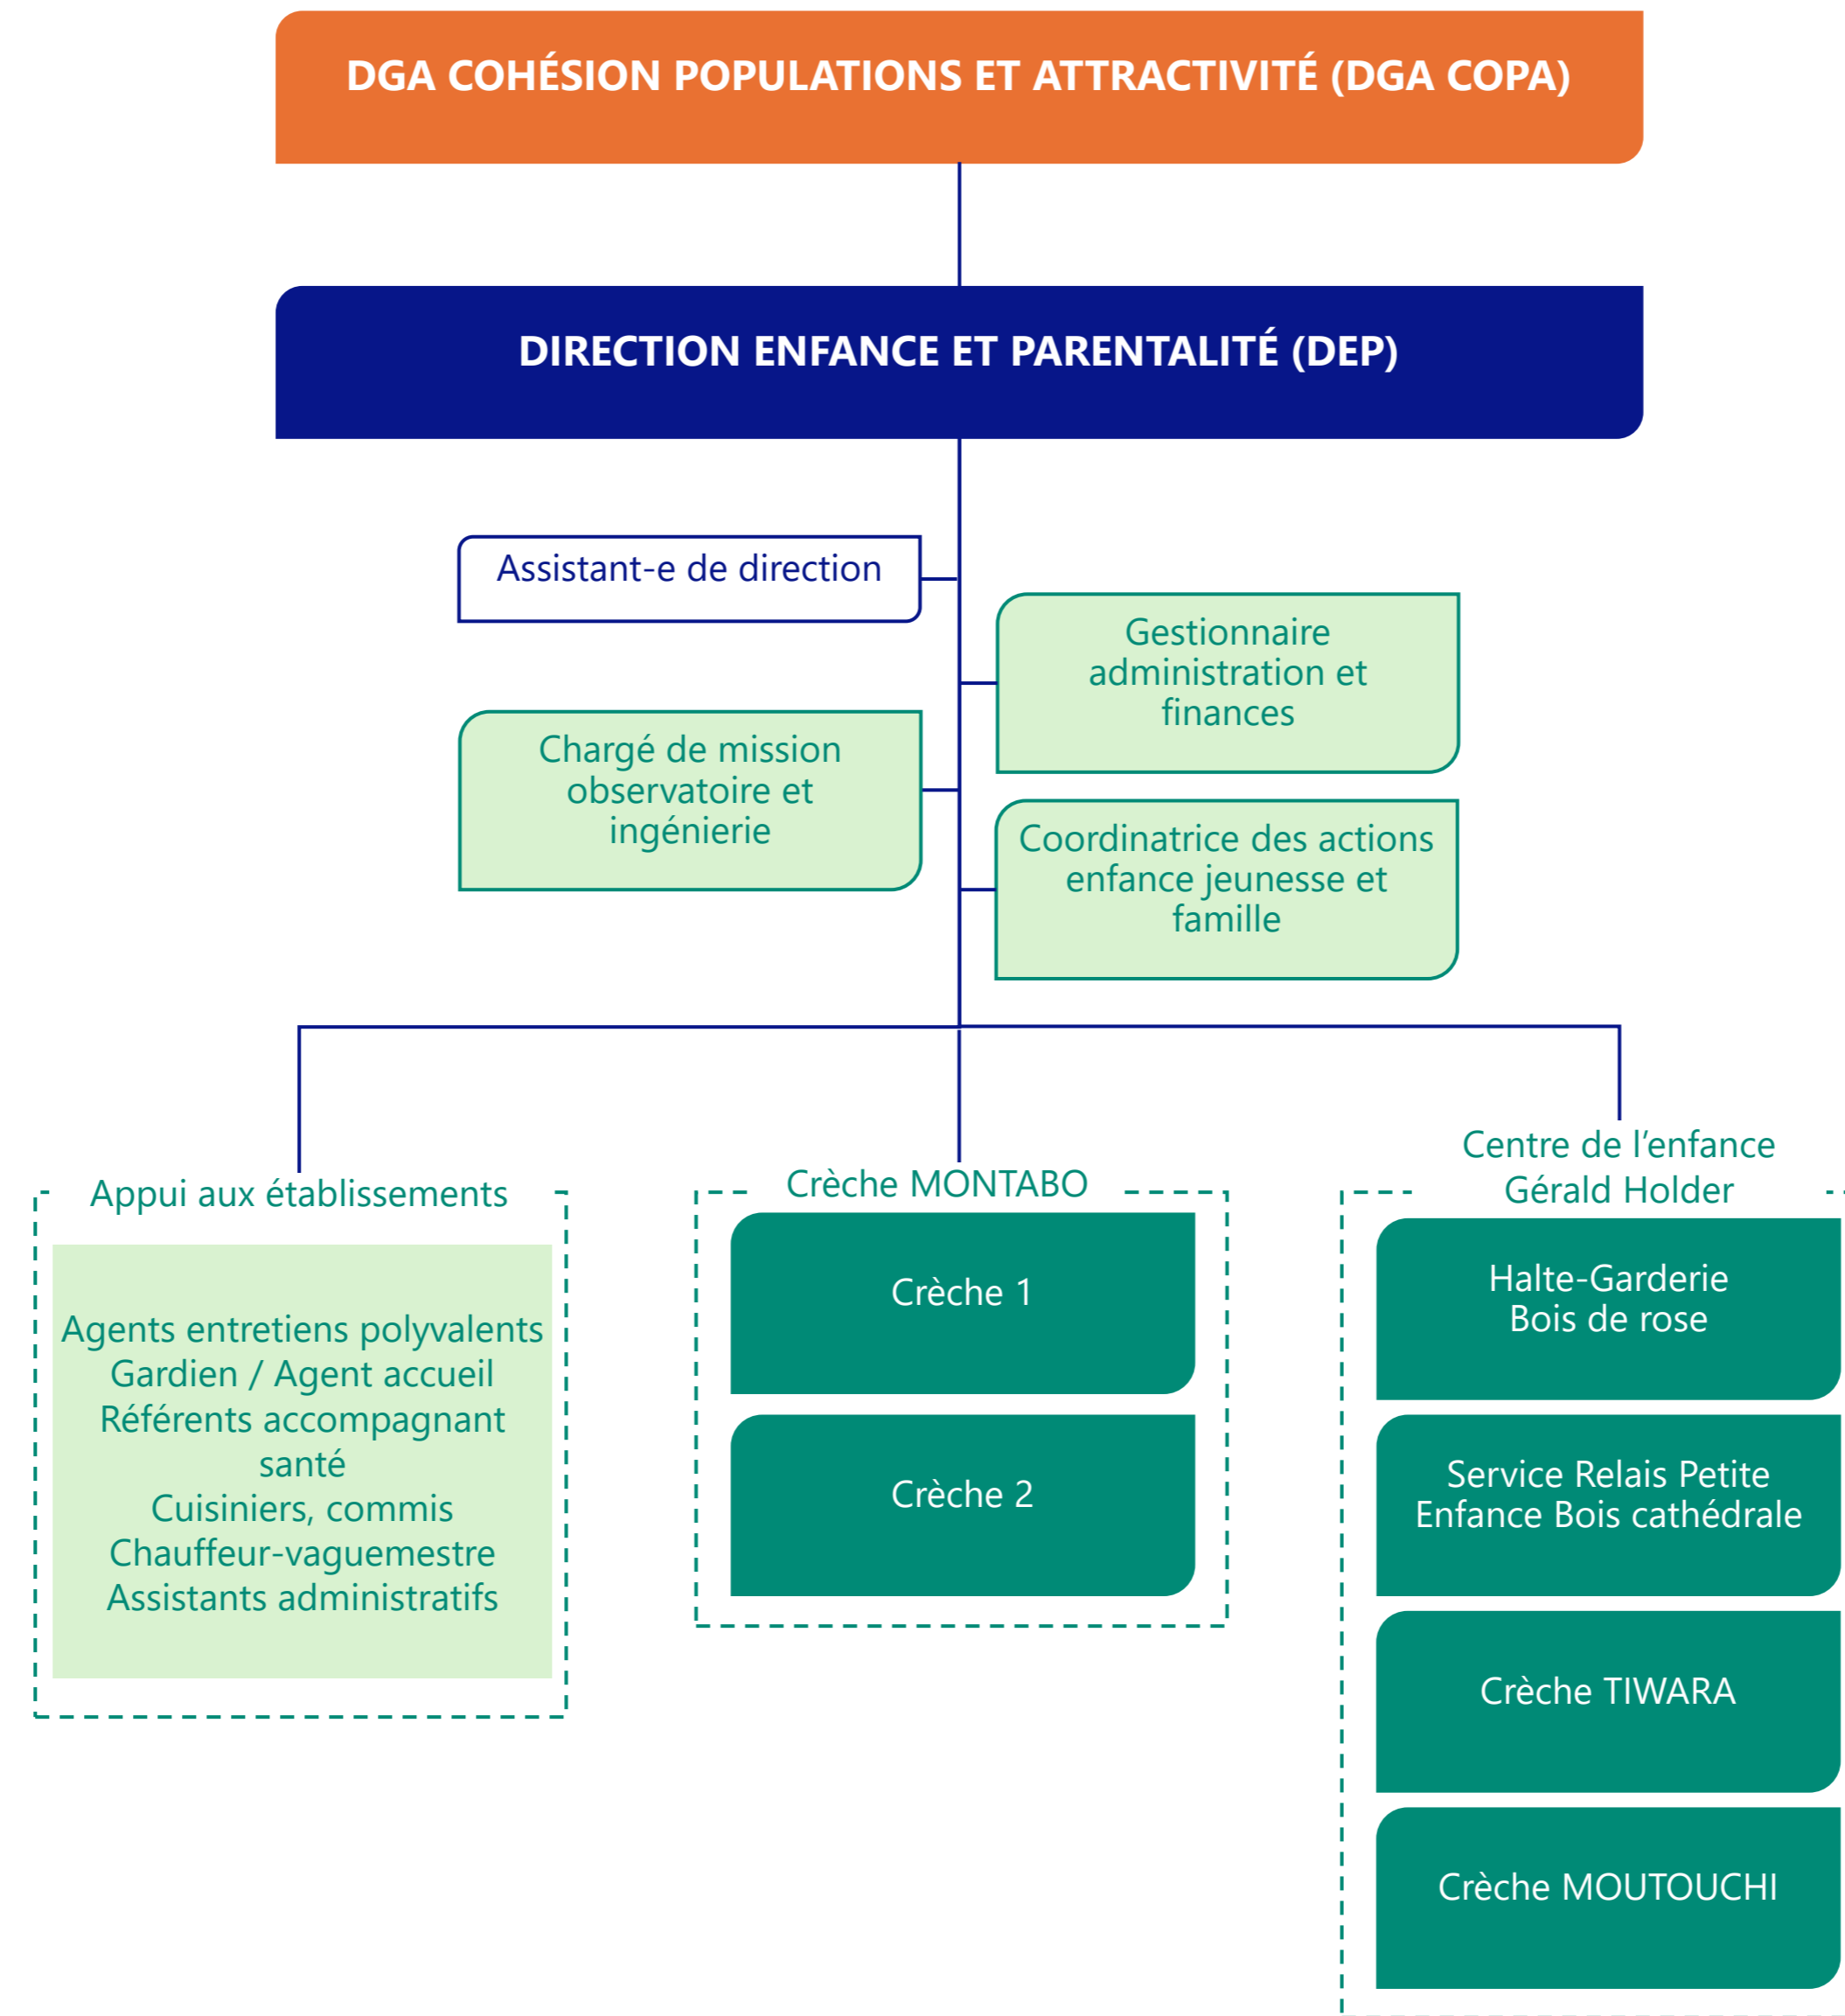 DGA COHÉSION POPULATIONS ET ATTRACTIVITÉ (DGA COPA)
DIRECTION ENFANCE ET PARENTALITÉ (DEP)
Assistant-e de direction
Gestionnaire
administration et
finances
Chargé de mission
observatoire et
ingénierie
Coordinatrice des actions
enfance jeunesse et
famille
Appui aux établissements
Agents entretiens polyvalents
Gardien / Agent accueil
Référents accompagnant
santé
Cuisiniers, commis
Chauffeur-vaguemestre
Assistants administratifs
Crèche MONTABO
Crèche 1
Crèche 2
Centre de l’enfance
Gérald Holder
Halte-Garderie
Bois de rose
Service Relais Petite
Enfance Bois cathédrale
Crèche TIWARA
Crèche MOUTOUCHI